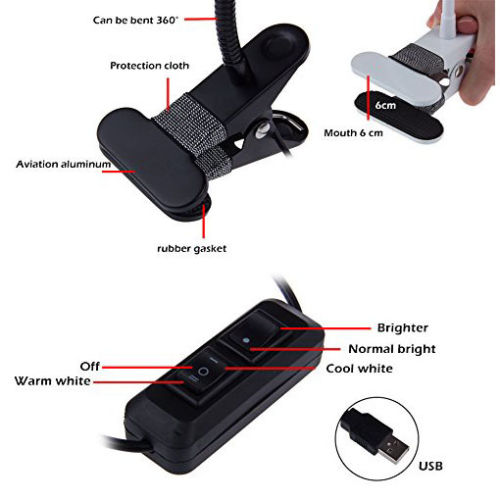 Can be bent 360°
Protection cloth
6cm
Mouth 6 cm
Aviation aluminum
rubber gasket
Brighter
Normal bright
Off
Cool white
Warm white
USB